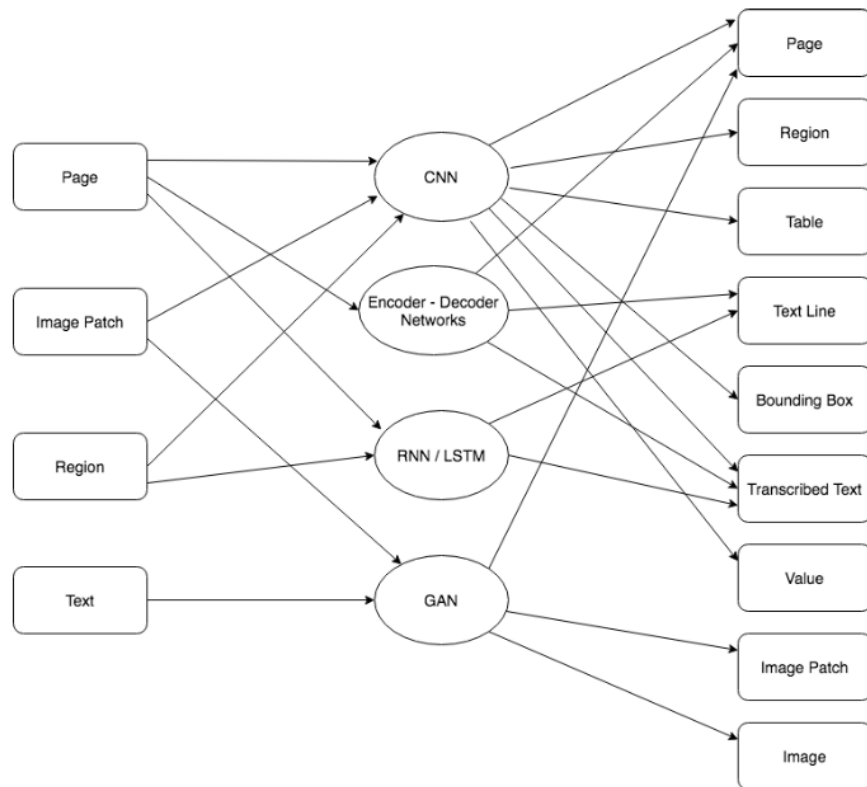 Page
Image Patch
Region
Text
CNN
Encoder - Decoder
Networks
RNN / LSTM
GAN
Page
Region
Table
Text Line
Bounding Box
Transcribed Text
Value
Image Patch
Image